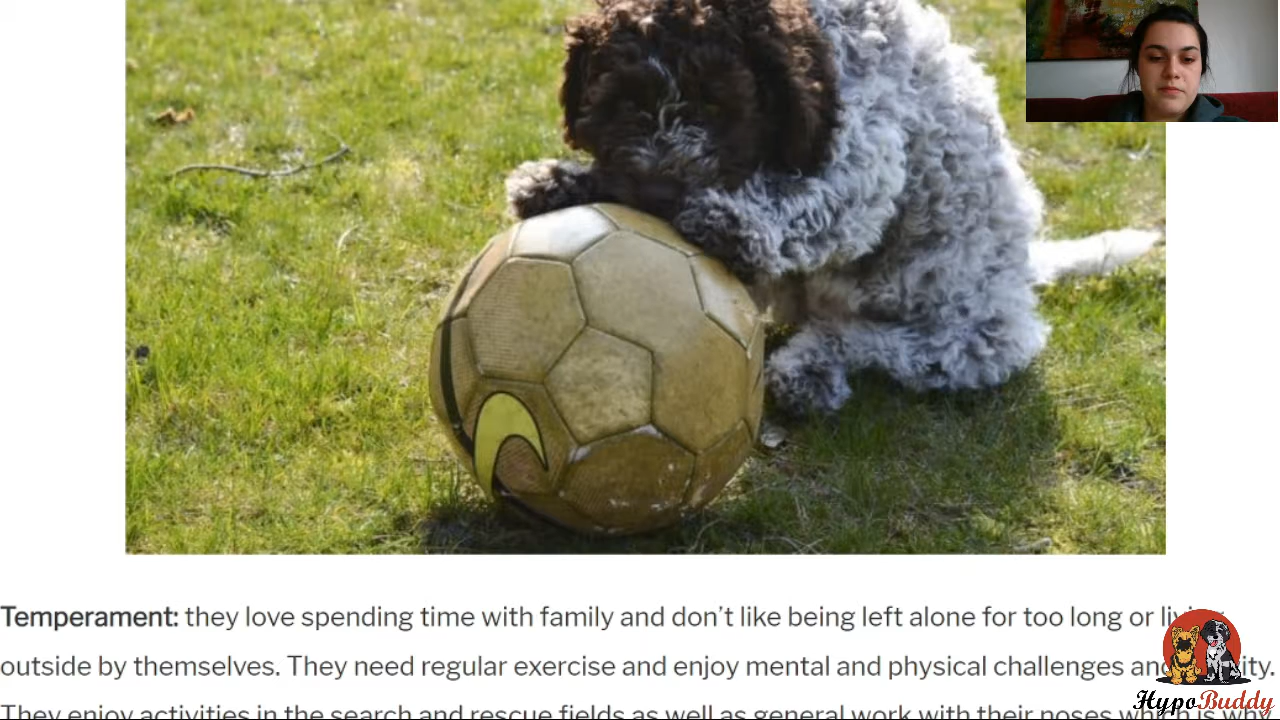 Temperament: they love spending time with family and don't like being left alone for too long or living
outside by themselves. They need regular exercise and enjoy mental and physical challenges and
They enjoy activities in the search and rescue fields as well as general work with their noses
HypoBuddy